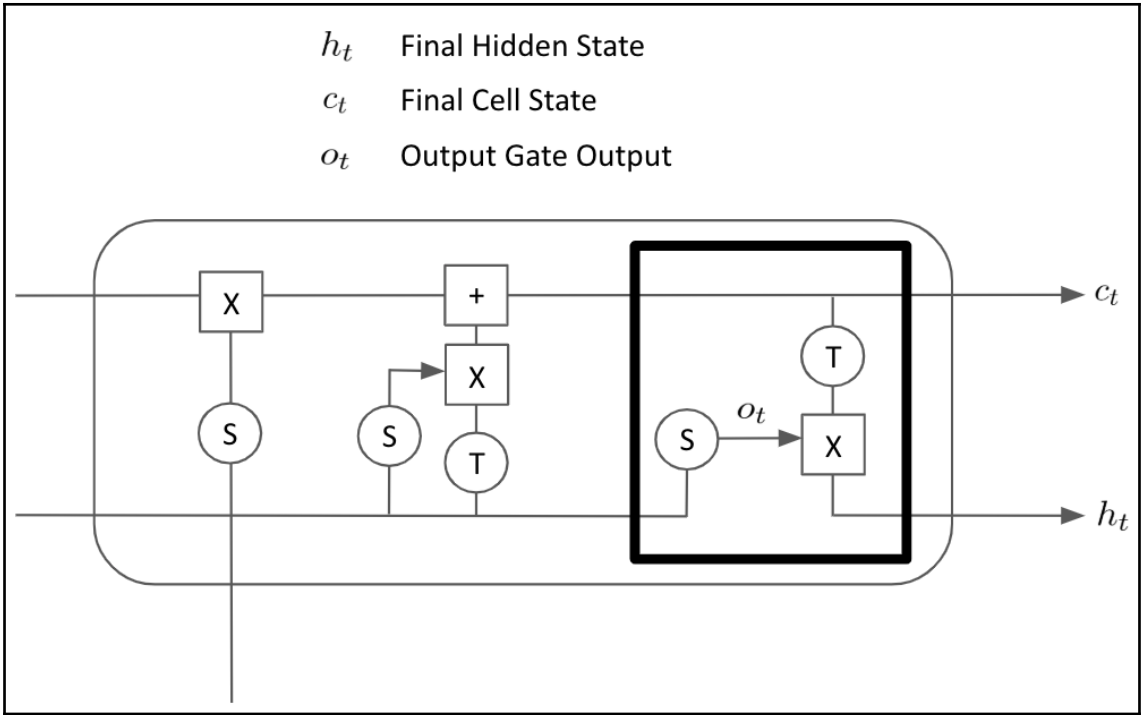 h_t Final Hidden State
c_t Final Cell State
o_t Output Gate Output
X
+
c_t
X
T
S
S
T
S
o_t
X
h_t